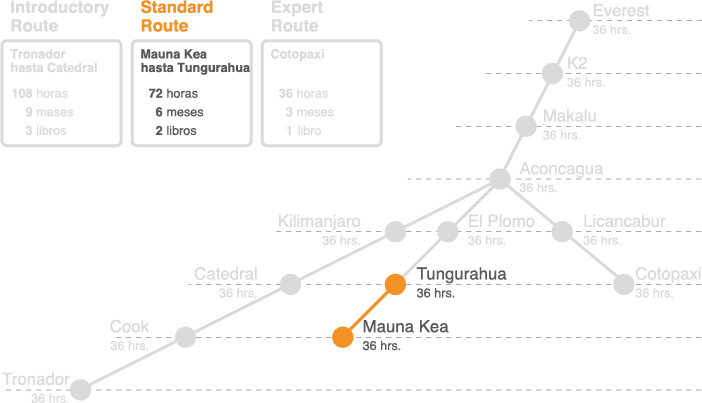 Introductory
Route
Standard
Route
Expert
Route
Tronador
hasta Catedral
108 horas
9 meses
3 libros
Mauna Kea
hasta Tungurahua
72 horas
6 meses
2 libros
Cotopaxi
36 horas
3 meses
1 libro
Everest
36 hrs.
K2
36 hrs.
Makalu
36 hrs.
Aconcagua
36 hrs.
Kilimanjaro
36 hrs.
El Plomo
36 hrs.
Licancabur
36 hrs.
Catedral
36 hrs.
Tungurahua
36 hrs.
Cotopaxi
36 hrs.
Cook
36 hrs.
Mauna Kea
36 hrs.
Tronador
36 hrs.